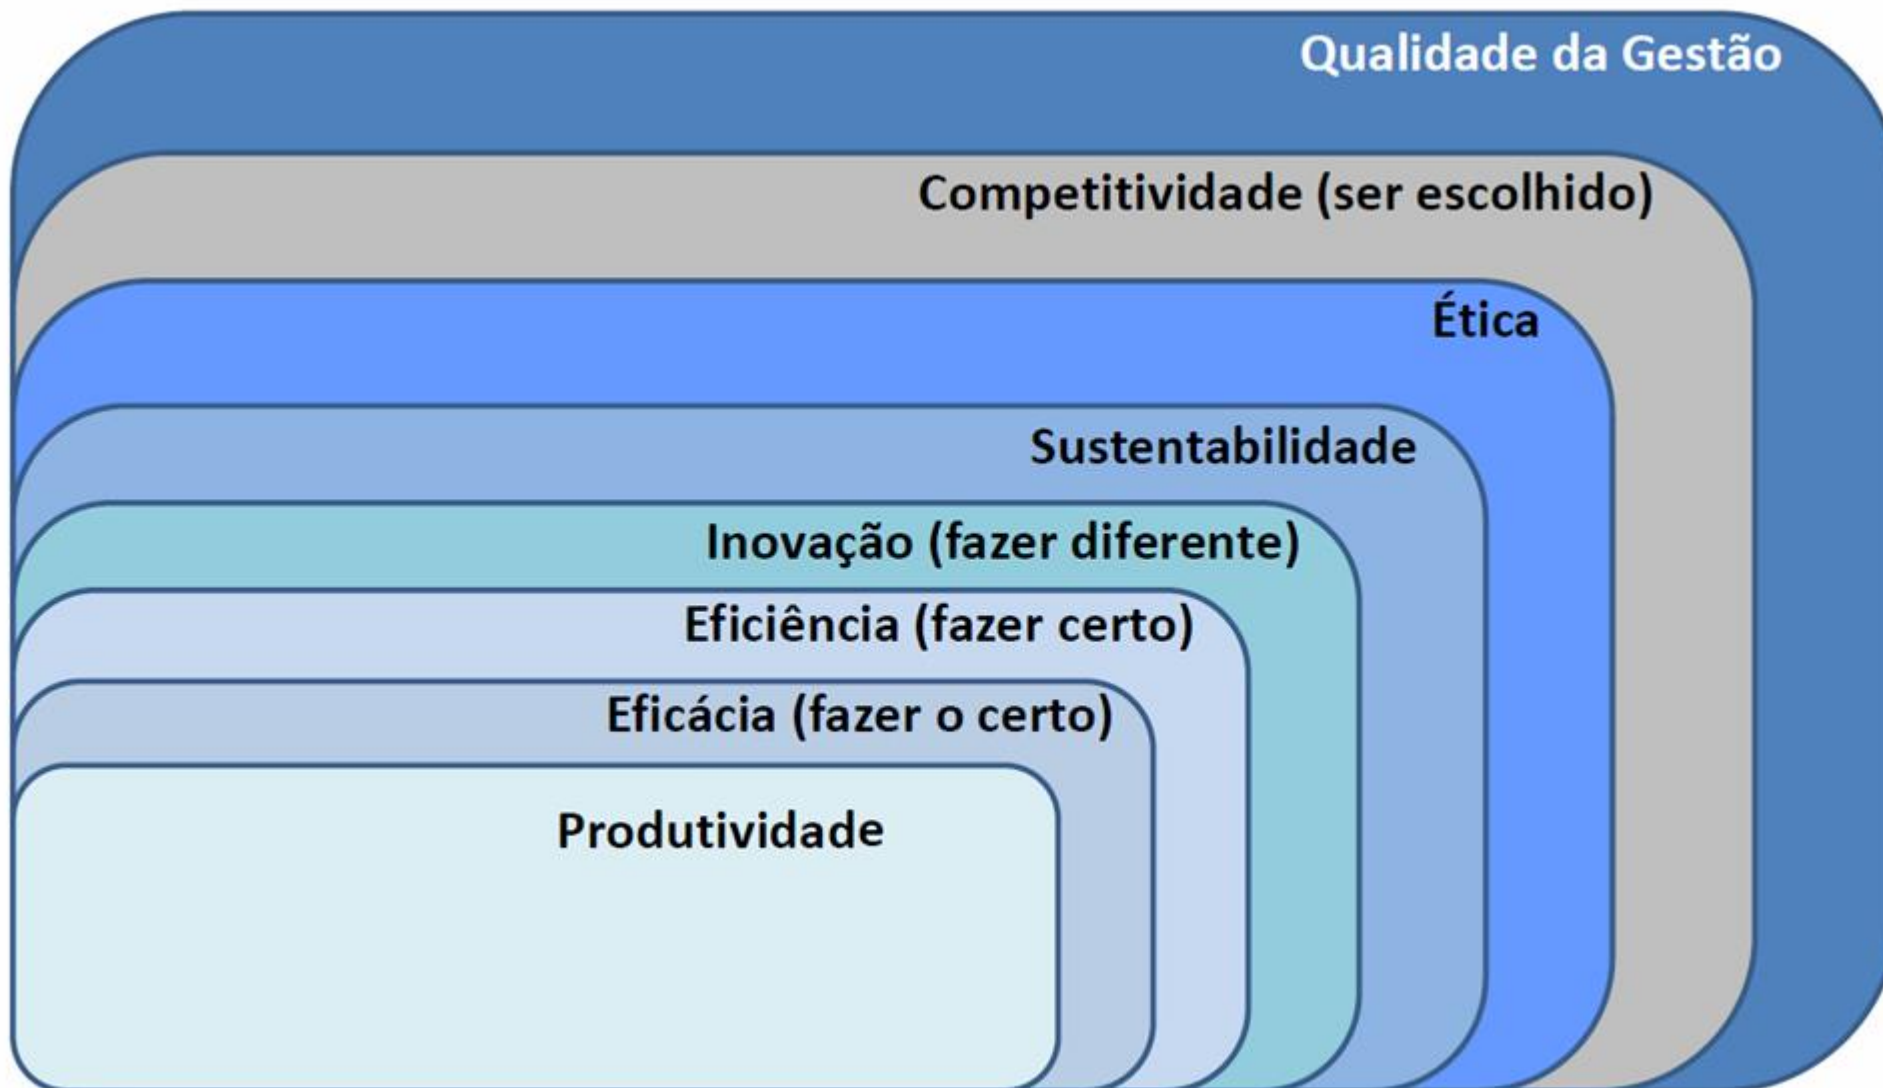 Qualidade da Gestão
Competitividade (ser escolhido)
Ética
Sustentabilidade
Inovação (fazer diferente)
Eficiência (fazer certo)
Eficácia (fazer o certo)
Produtividade